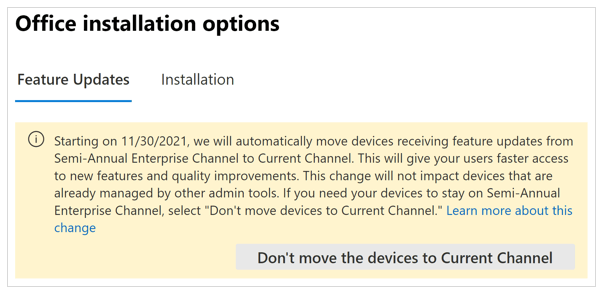 Office installation options
Feature Updates
Installation
Starting on 11/30/2021, we will automatically move devices receiving feature updates from
Semi-Annual Enterprise Channel to Current Channel. This will give your users faster access
to new features and quality improvements. This change will not impact devices that are
already managed by other admin tools. If you need your devices to stay on Semi-Annual
Enterprise Channel, select "Don't move devices to Current Channel." Learn more about this
change
Don't move the devices to Current Channel